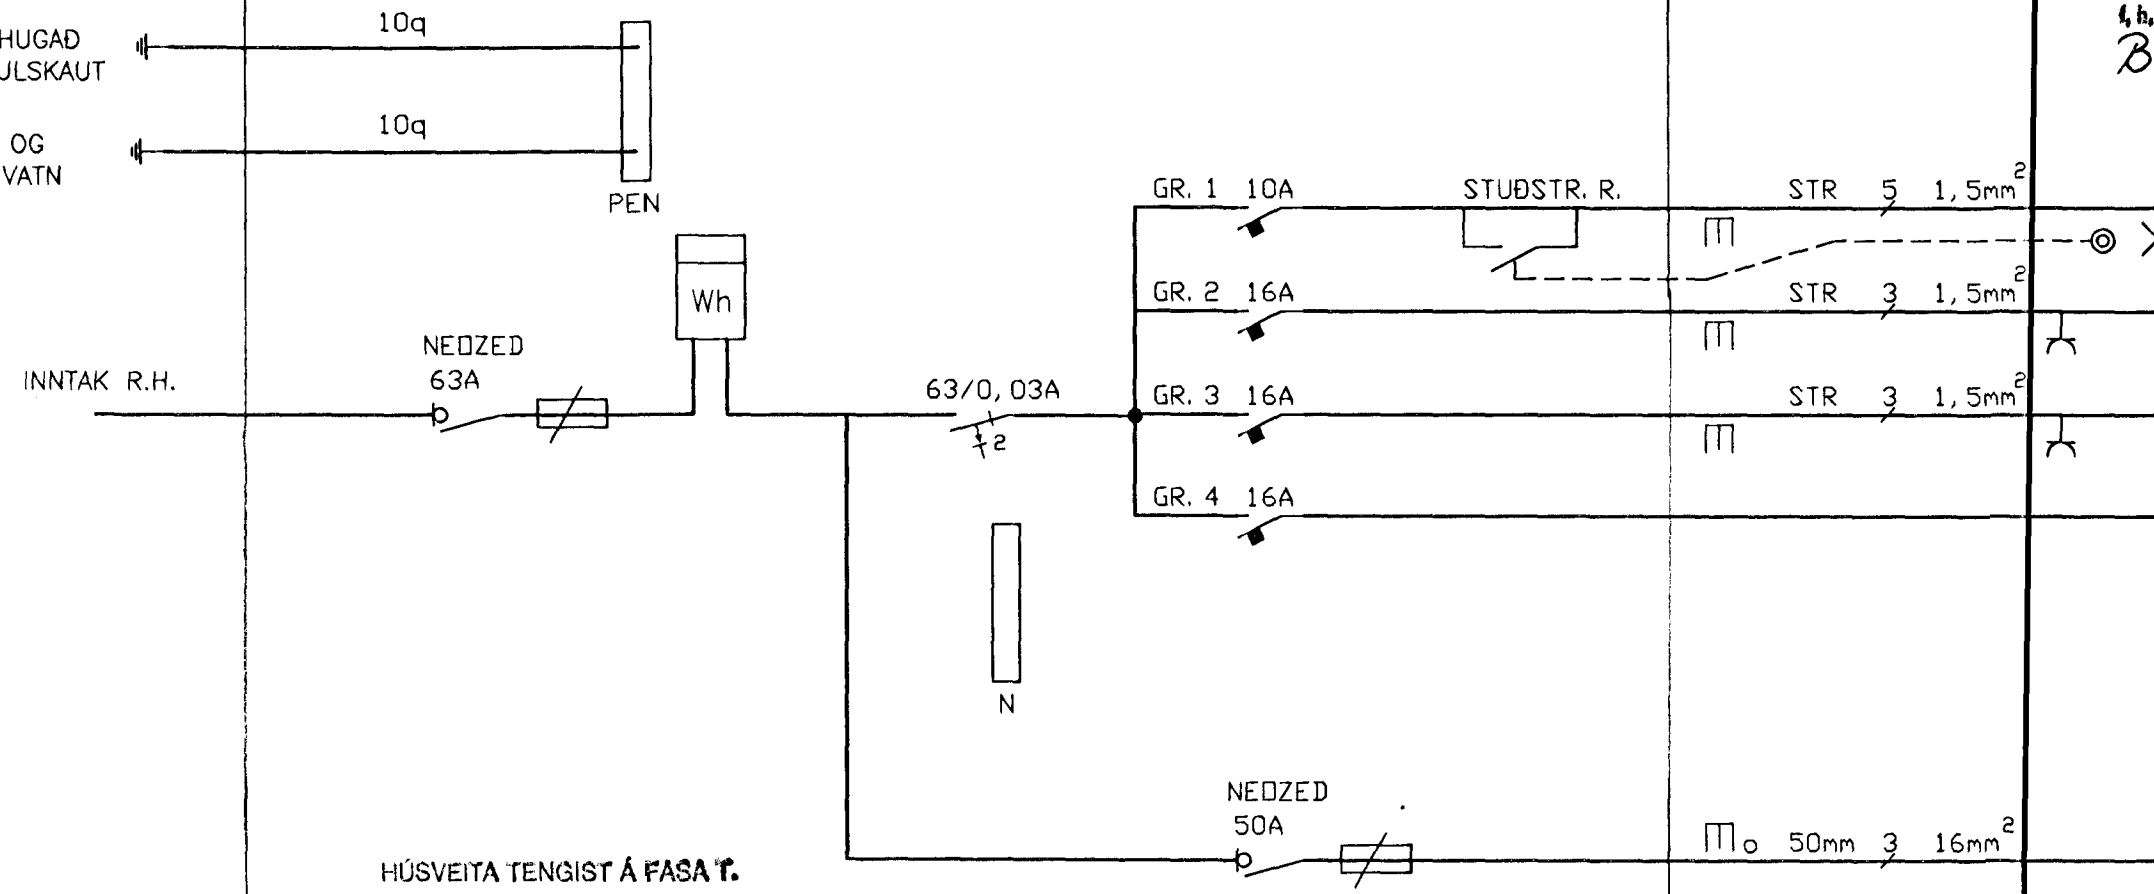 HUGAÐ
ULSKAUT
10q
OG
VATN
10q
PEN
Wh
INNTAK R.H.
NEOZED
63A
63/0,03A
2
N
GR. 1 10A
STUÐSTR. R.
STR 5 1,5mm²
GR. 2 16A
STR 3 1,5mm²
GR. 3 16A
STR 3 1,5mm²
GR. 4 16A
NEOZED
50A
50mm 3 16mm²
HÚSVEITA TENGIST Á FASA T.
B